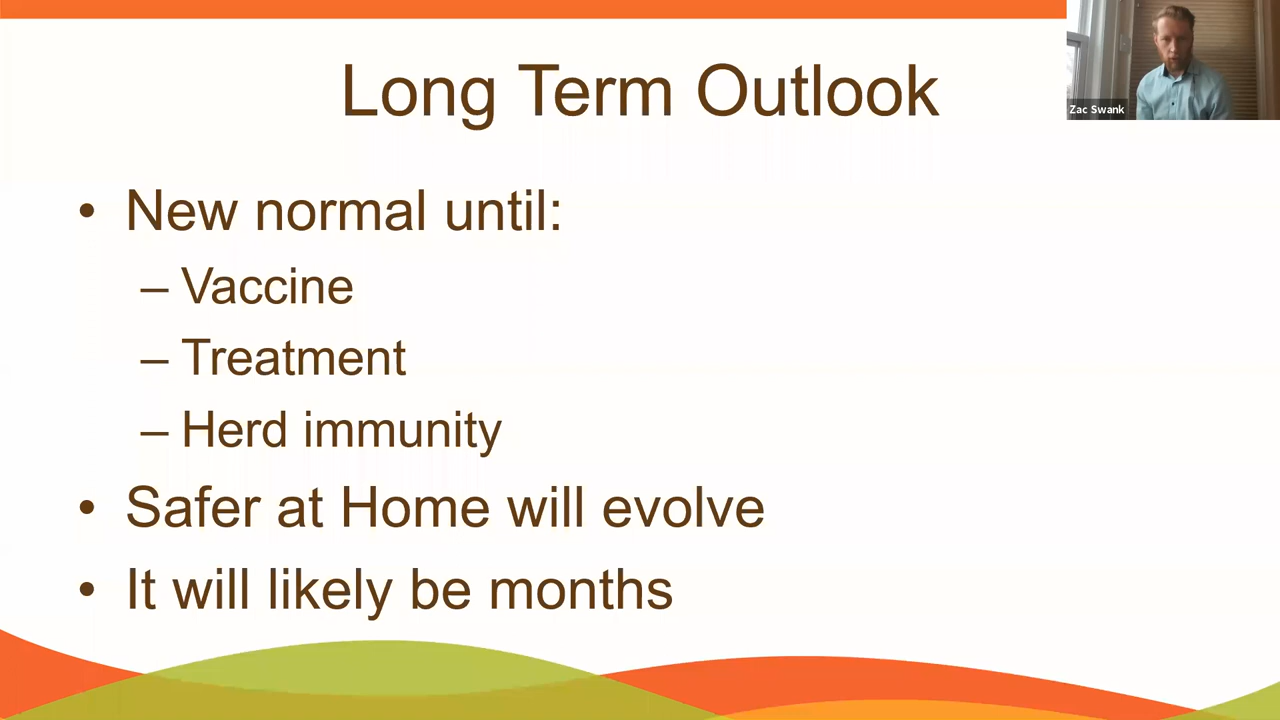 Long Term Outlook
Zac Swank
• New normal until:
– Vaccine
– Treatment
– Herd immunity
• Safer at Home will evolve
• It will likely be months